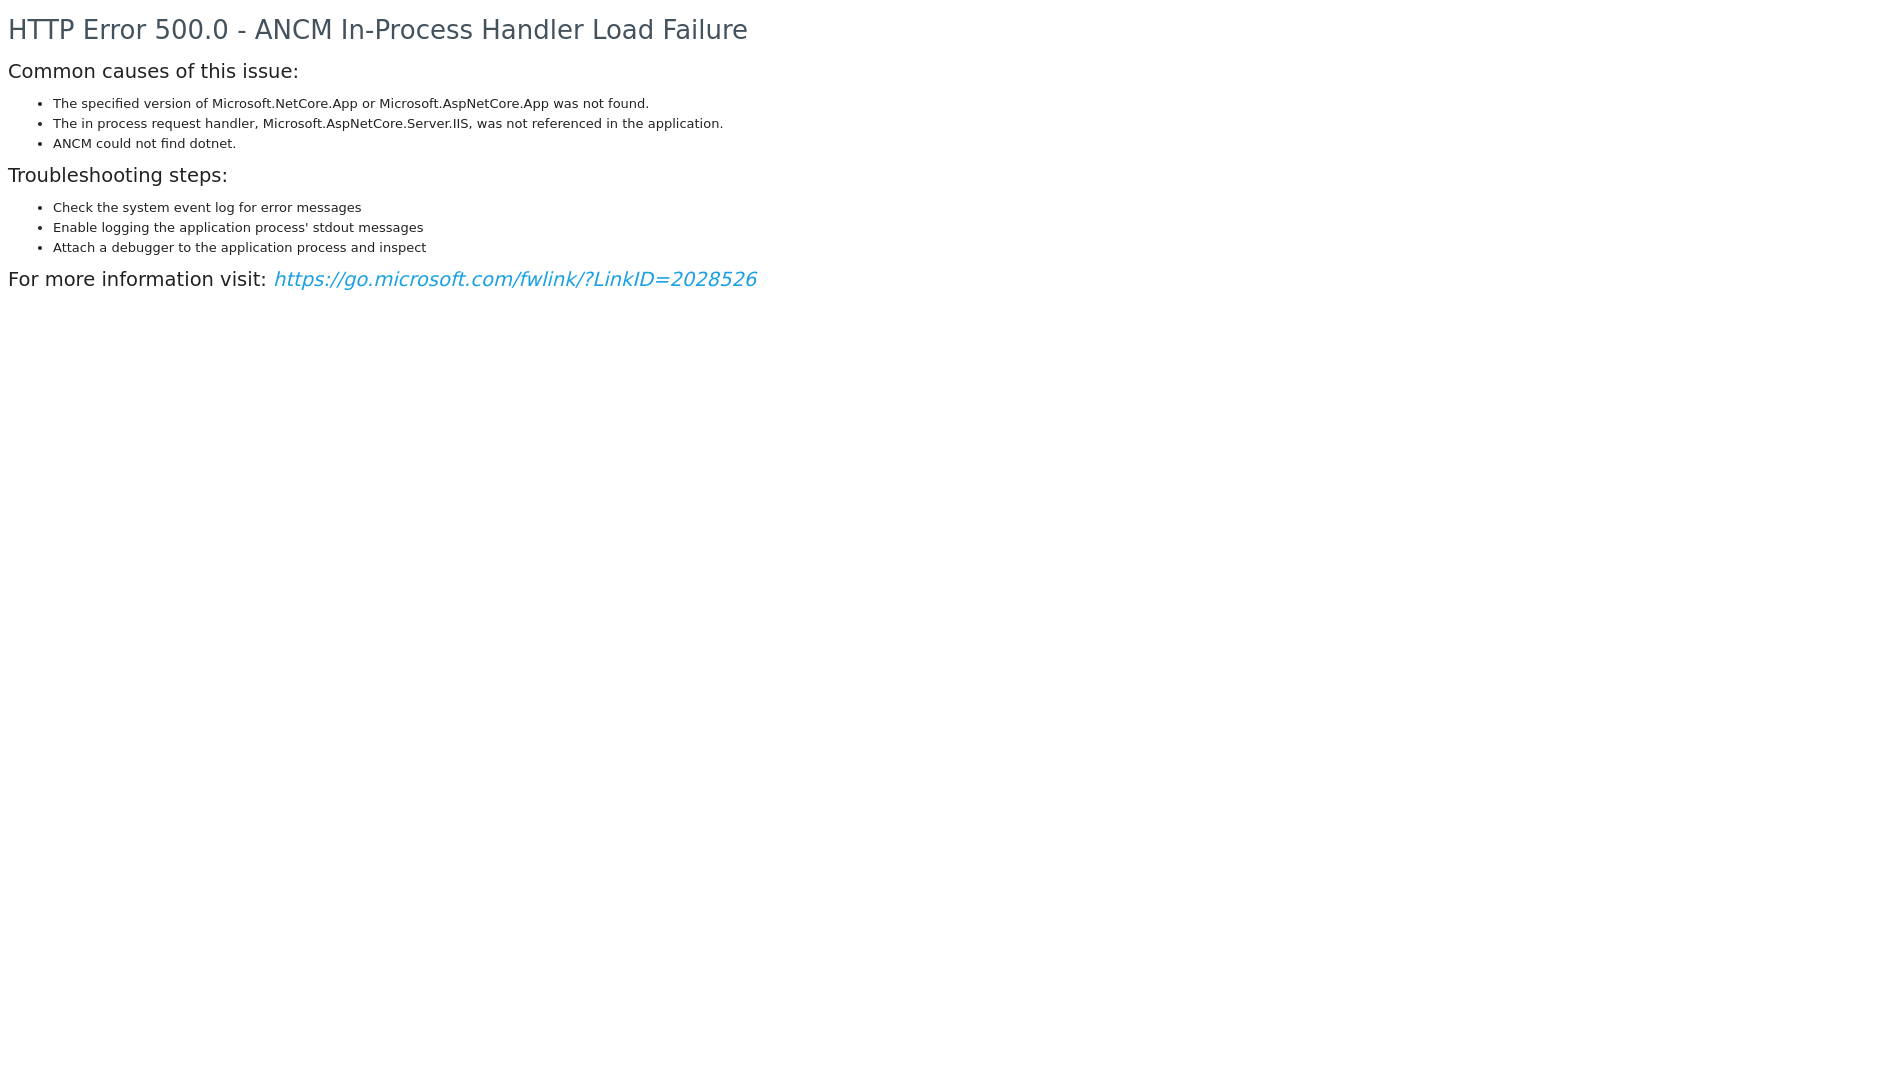 HTTP Error 500.0 - ANCM In-Process Handler Load Failure
Common causes of this issue:
• The specified version of Microsoft.NetCore.App or Microsoft.AspNetCore.App was not found.
• The in process request handler, Microsoft.AspNetCore.Server.IIS, was not referenced in the application.
• ANCM could not find dotnet.
Troubleshooting steps:
• Check the system event log for error messages
• Enable logging the application process' stdout messages
• Attach a debugger to the application process and inspect
For more information visit: https://go.microsoft.com/fwlink/?LinkID=2028526